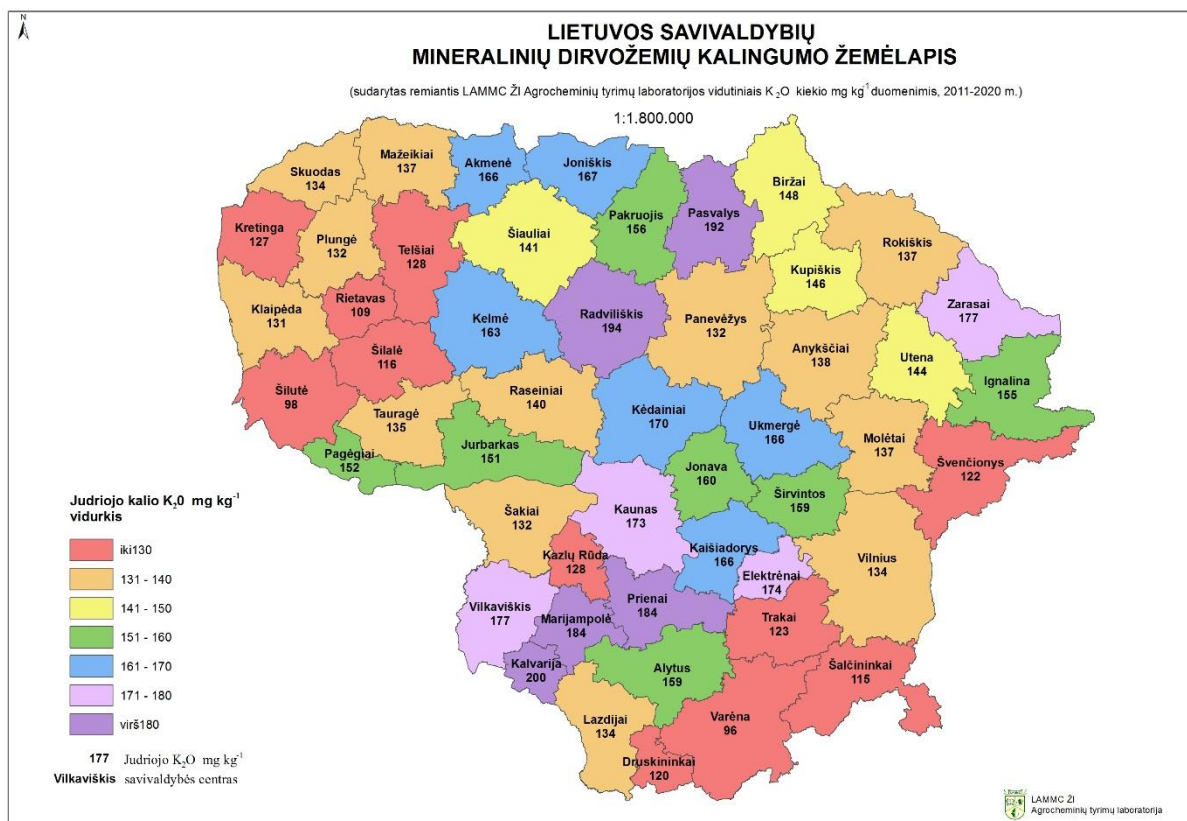 N
LIETUVOS SAVIVALDYBIŲ
MINERALINIŲ DIRVOŽEMIŲ KALINGUMO ŽEMĖLAPIS
(sudarytas remiantis LAMMC ŽI Agrocheminių tyrimų laboratorijos vidutiniais K₂O kiekio mg kg⁻¹ duomenimis, 2011-2020 m.)
1:1.800.000
Skuodas
134
Mažeikiai
137
Akmenė
166
Joniškis
167
Pakruojis
156
Pasvalys
192
Biržai
148
Kretinga
127
Plungė
132
Telšiai
128
Šiauliai
141
Kupiškis
146
Rokiškis
137
Zarasai
177
Klaipėda
131
Rietavas
109
Kelmė
163
Radviliškis
194
Panevėžys
132
Anykščiai
138
Utena
144
Ignalina
155
Šilutė
98
Šilalė
116
Tauragė
135
Raseiniai
140
Kėdainiai
170
Ukmergė
166
Molėtai
137
Švenčionys
122
Pagėgiai
152
Jurbarkas
151
Jonava
160
Širvintos
159
Šakiai
132
Kaunas
173
Kazlų Rūda
128
Kaišiadorys
166
Elektrėnai
174
Vilnius
134
Vilkaviškis
177
Marijampolė
184
Prienai
184
Trakai
123
Kalvarija
200
Alytus
159
Šalčininkai
115
Lazdijai
134
Varėna
96
Druskininkai
120
Judriojo kalio K₂0 mg kg⁻¹
vidurkis
iki130
131 - 140
141 - 150
151 - 160
161 - 170
171 - 180
virš180
177 Judriojo K₂O mg kg⁻¹
Vilkaviškis savivaldybės centras
LAMMC ŽI
Agrocheminių tyrimų laboratorija